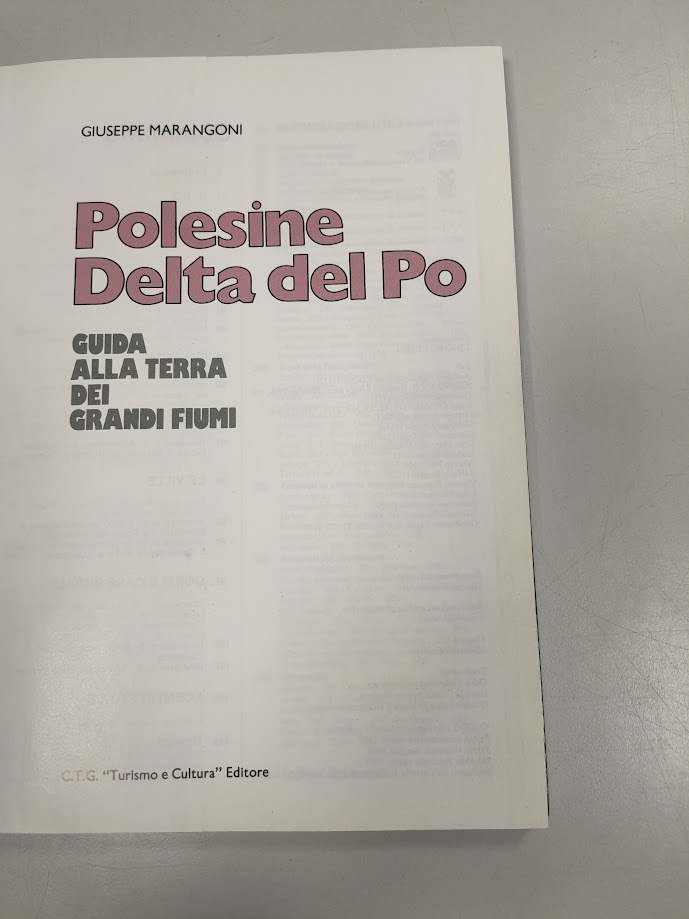 GIUSEPPE MARANGONI
Polesine
Delta del Po
GUIDA
ALLA TERRA
DEI
GRANDI FIUMI
C.T.G. "Turismo e Cultura" Editore